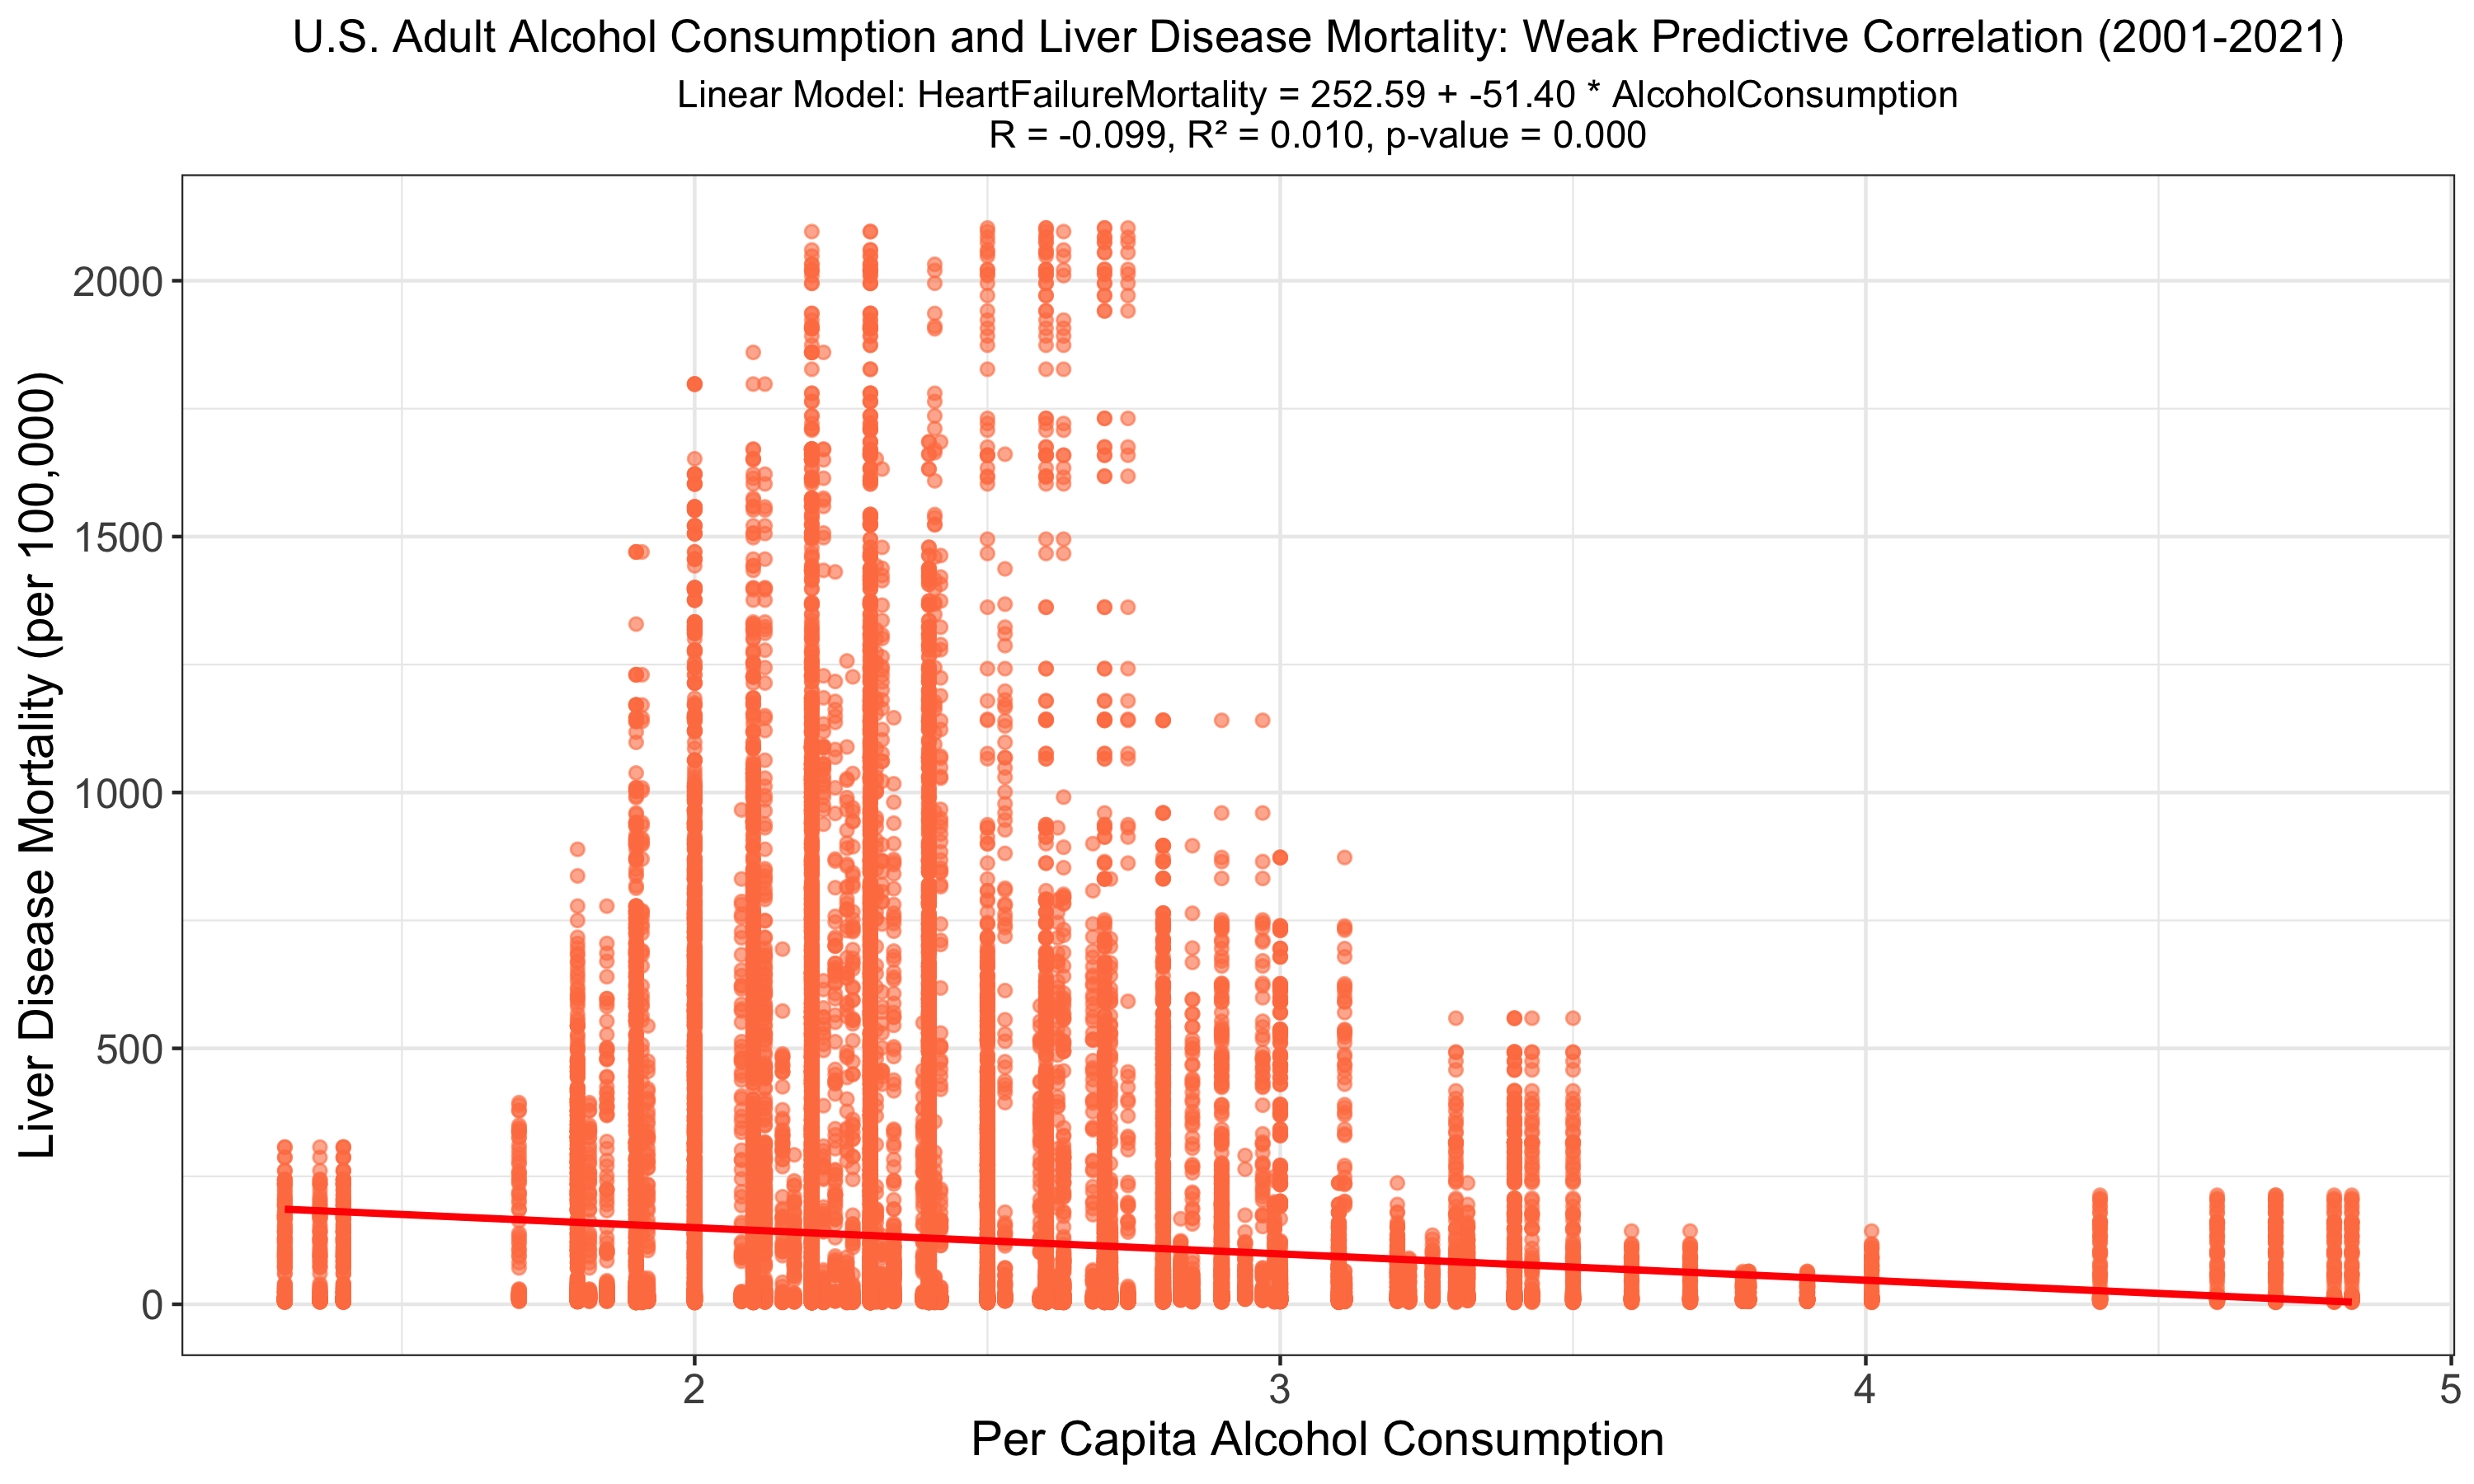 U.S. Adult Alcohol Consumption and Liver Disease Mortality: Weak Predictive Correlation (2001-2021)
Linear Model: HeartFailureMortality = 252.59 + -51.40 * AlcoholConsumption
R = -0.099, R² = 0.010, p-value = 0.000
Liver Disease Mortality (per 100,000)
2000
1500
1000
500
0
2
3
4
5
Per Capita Alcohol Consumption